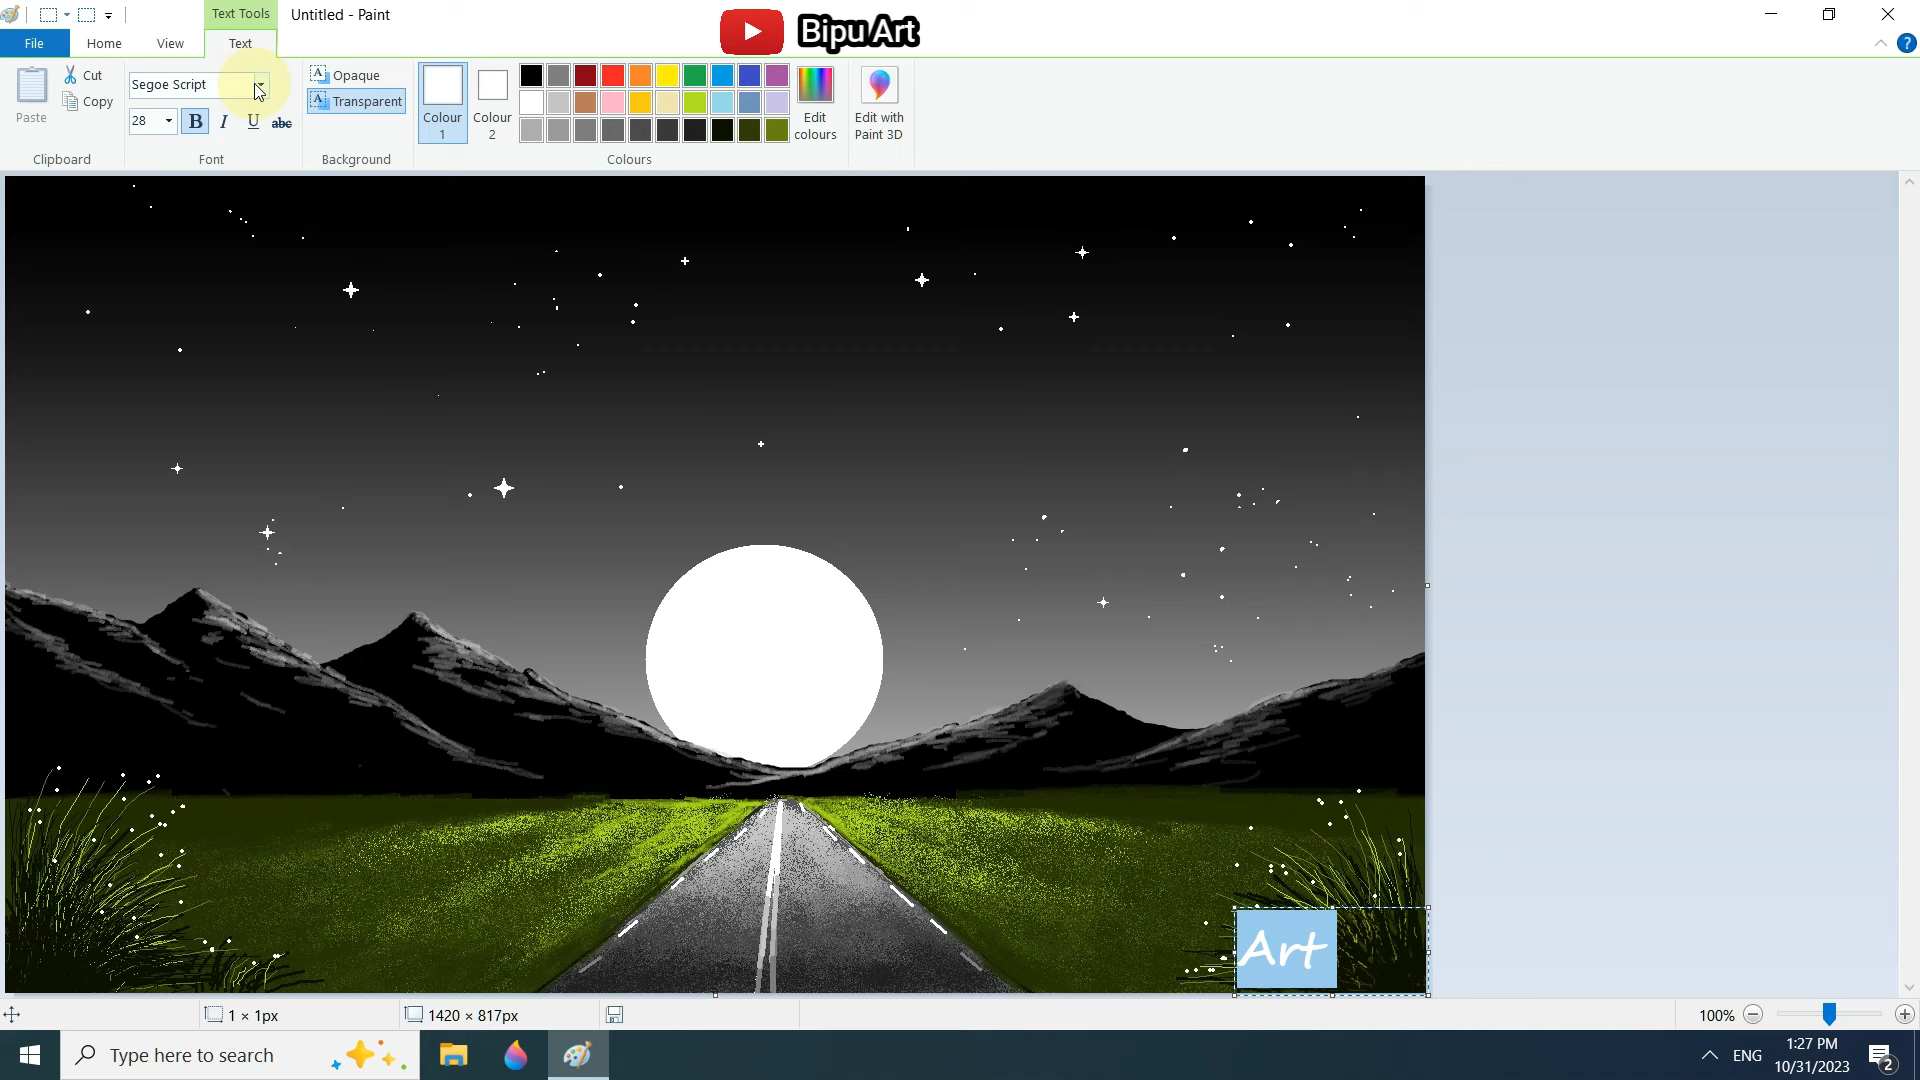 Text Tools
Untitled - Paint
Bipu Art
File
Home
View
Text
Paste
Cut
Copy
Clipboard
Segoe Script
28
B I U abc
Font
A Opaque
A Transparent
Background
Colour 1
Colour 2
Edit colours
Colours
Edit with Paint 3D
Art
1 × 1px
1420 × 817px
100%
Type here to search
ENG
1:27 PM
10/31/2023
2